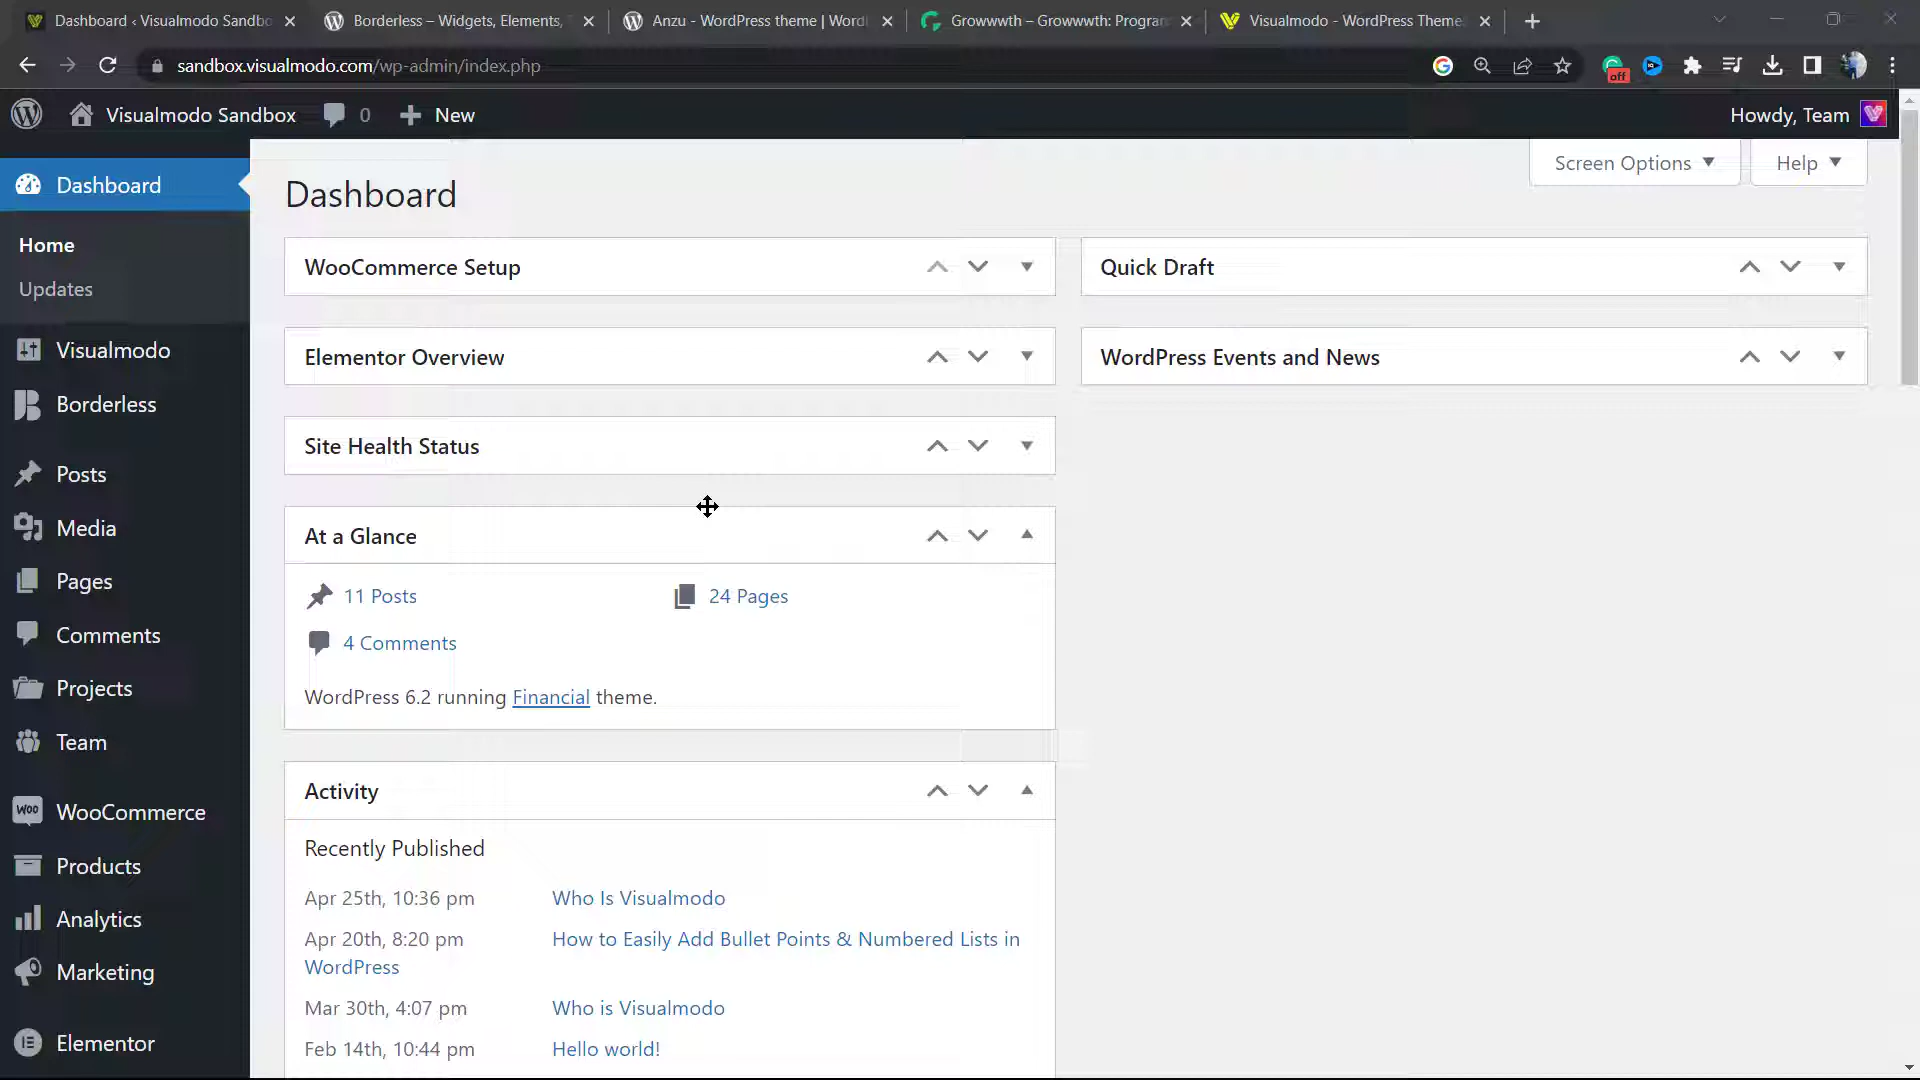 Dashboard ‹ Visualmodo Sandbo
Borderless – Widgets, Elements,
Anzu - WordPress theme | Word
Growwwth – Growwwth: Progran
Visualmodo - WordPress Theme
sandbox.visualmodo.com/wp-admin/index.php
off
Visualmodo Sandbox
0
New
Howdy, Team
Screen Options
Help
Dashboard
Home
Updates
Visualmodo
Borderless
Posts
Media
Pages
Comments
Projects
Team
WOO
WooCommerce
Products
Analytics
Marketing
Elementor
Dashboard
WooCommerce Setup
Elementor Overview
Site Health Status
At a Glance
11 Posts
24 Pages
4 Comments
WordPress 6.2 running Financial theme.
Activity
Recently Published
Apr 25th, 10:36 pm
Who Is Visualmodo
Apr 20th, 8:20 pm
How to Easily Add Bullet Points & Numbered Lists in
WordPress
Mar 30th, 4:07 pm
Who is Visualmodo
Feb 14th, 10:44 pm
Hello world!
Quick Draft
WordPress Events and News